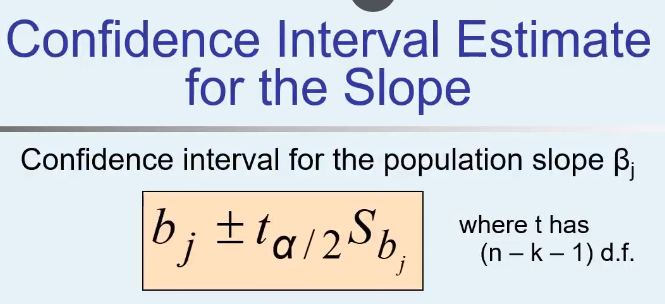 Confidence Interval Estimate
for the Slope
Confidence interval for the population slope βj
bj ± tα/2Sbj
where t has
(n – k – 1) d.f.